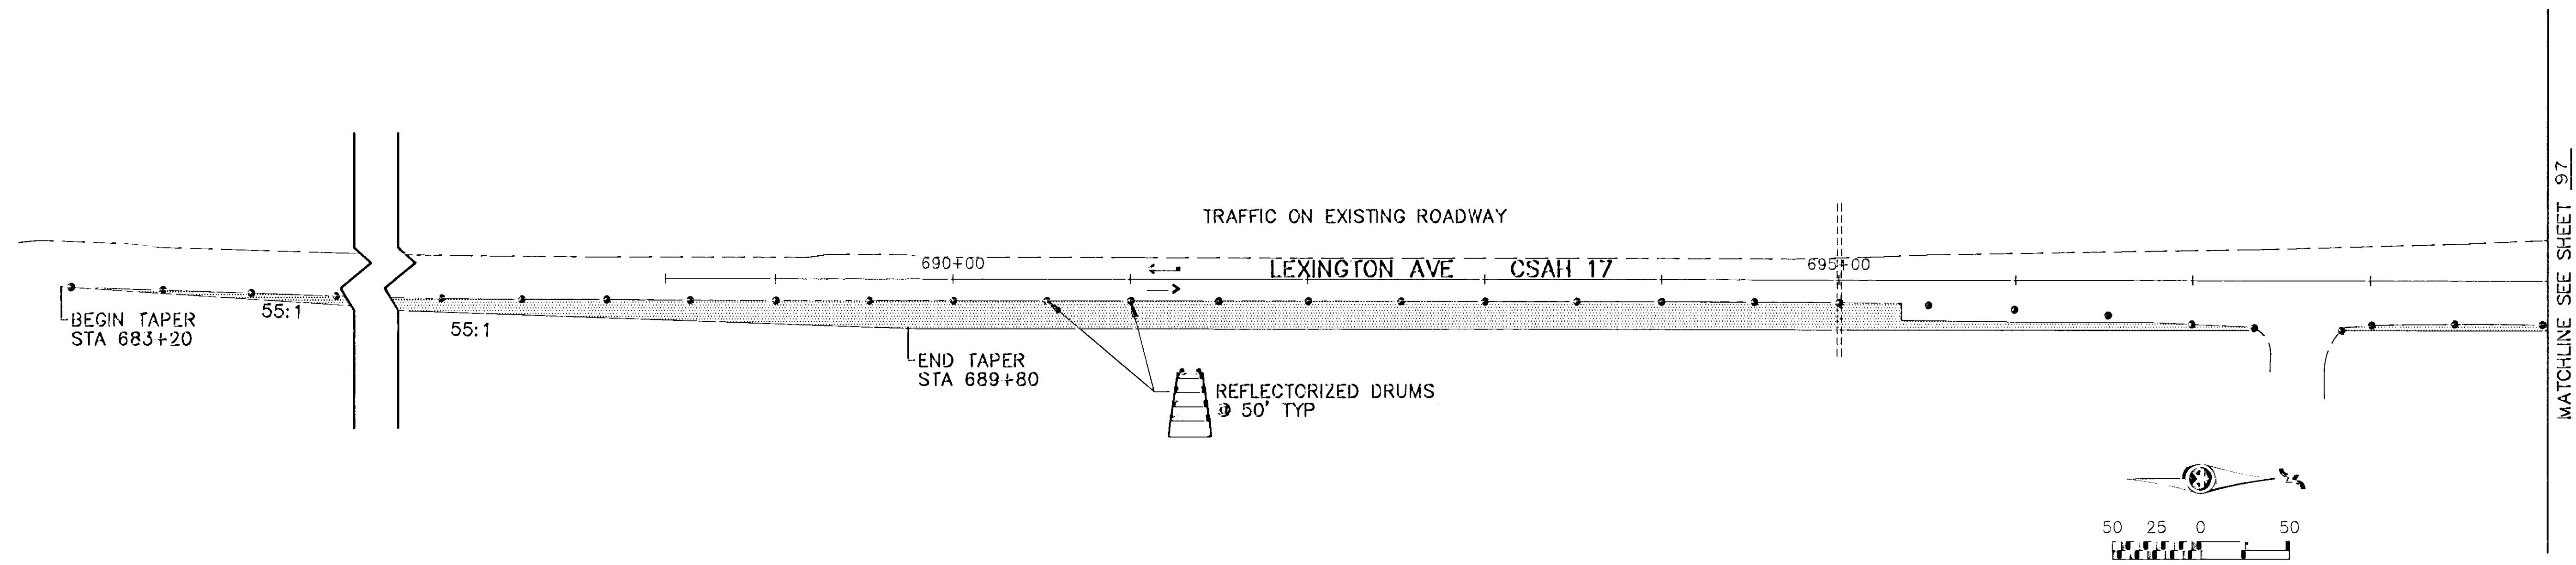 TRAFFIC ON EXISTING ROADWAY
690+00
LEXINGTON AVE CSAH 17
695+00
55:1
55:1
BEGIN TAPER
STA 683+20
END TAPER
STA 689+80
REFLECTORIZED DRUMS
@ 50' TYP
MATCHLINE SEE SHEET 97
50 25 0 50